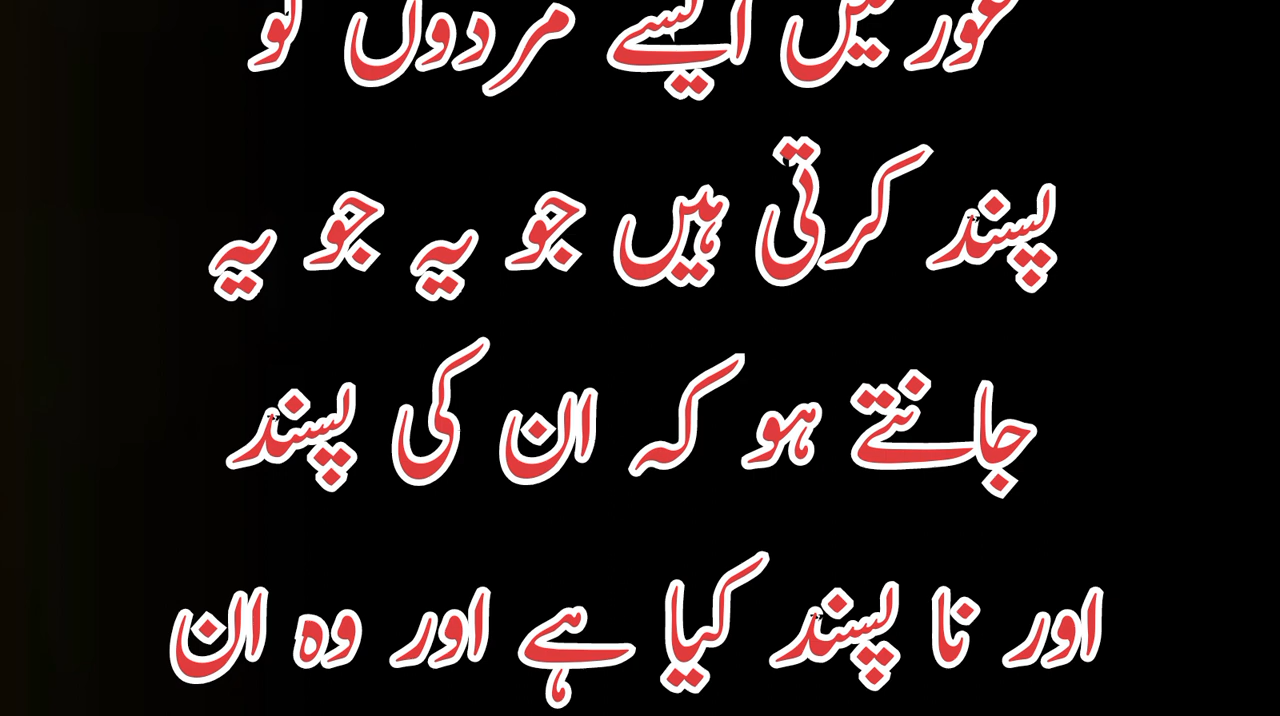 عورتیں ایسے مردوں کو
پسند کرتی ہیں جو یہ جو یہ
جانتے ہو کہ ان کی پسند
اور نا پسند کیا ہے اور وہ ان